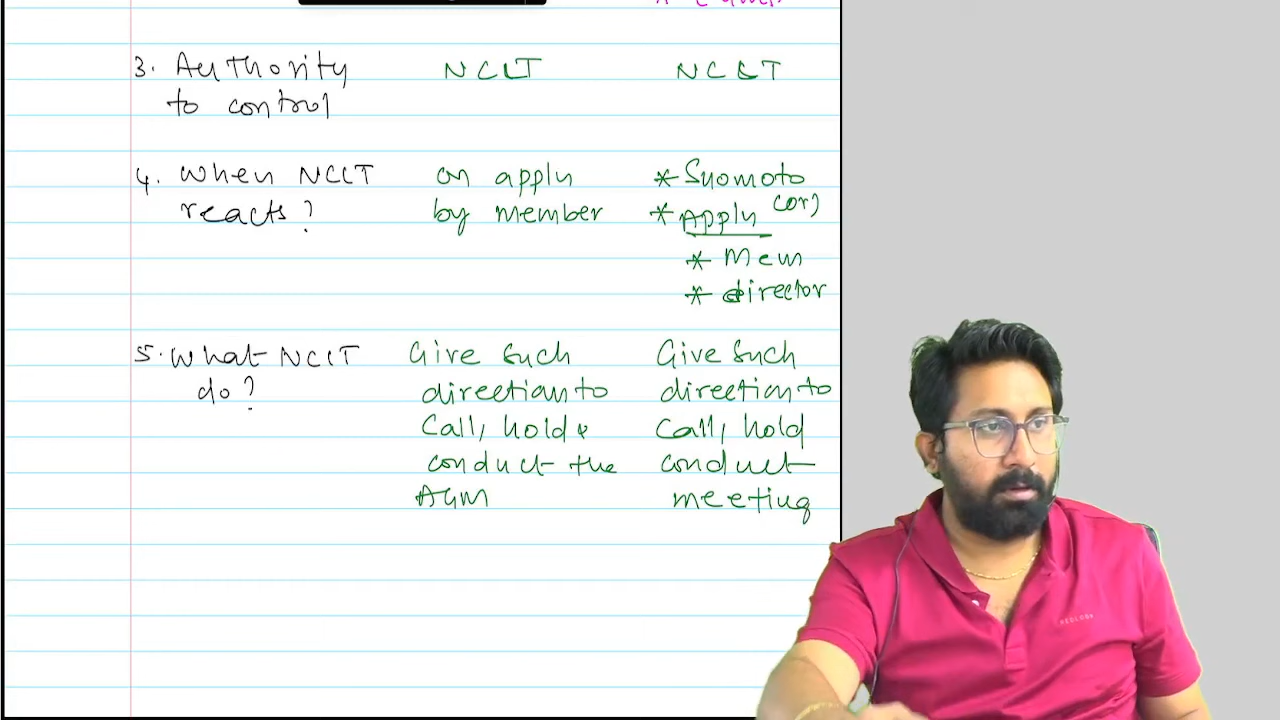 3. Authority NCLT NCLT
to control
4. When NCLT on apply * Suomoto
reacts? by member * Apply (or)
* Mem
* director
5. What NCLT Give such Give such
do? direction to direction to
Call, hold & Call, hold
conduct the conduct
AGM meeting